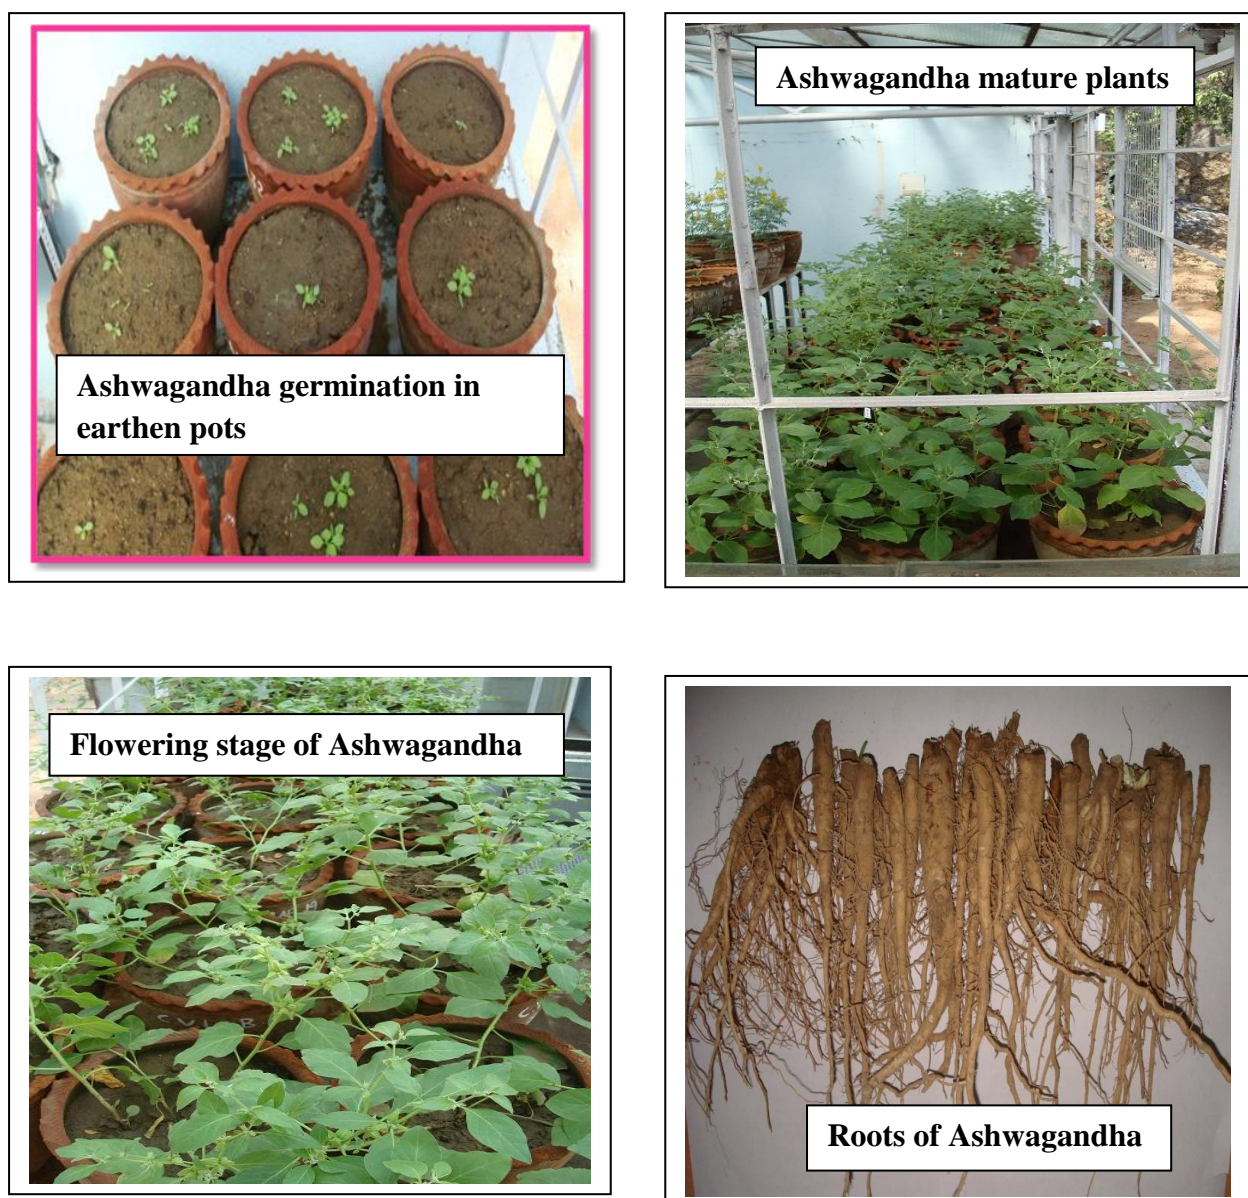 Ashwagandha germination in
earthen pots
Ashwagandha mature plants
Flowering stage of Ashwagandha
Roots of Ashwagandha